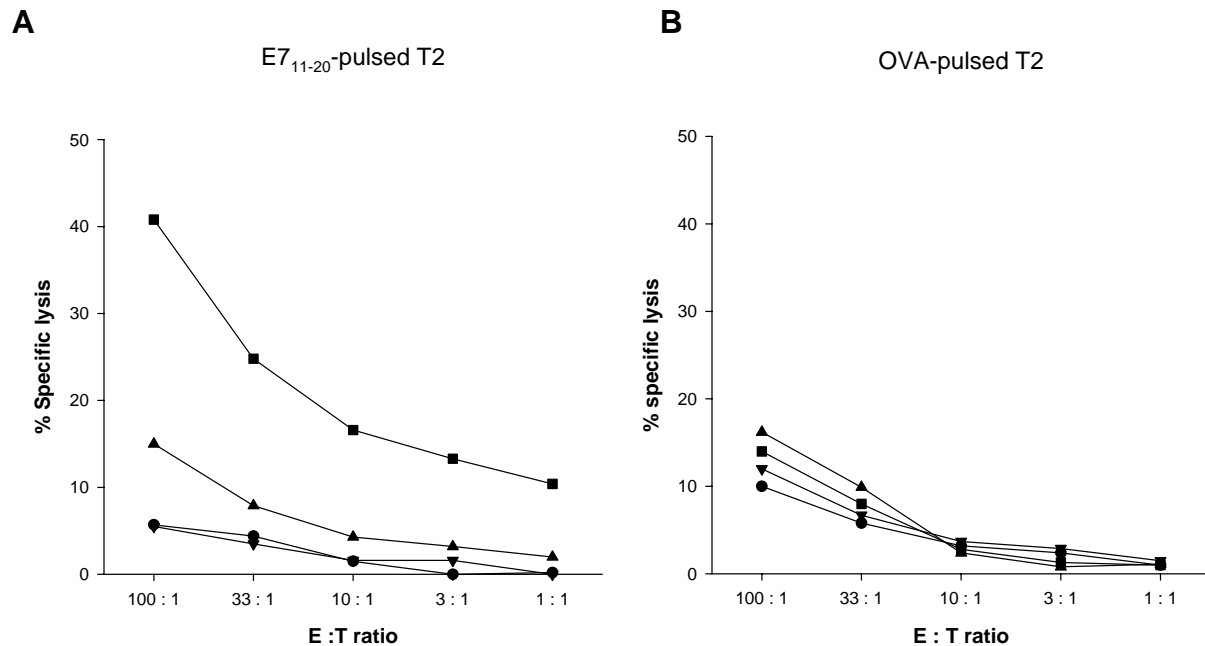 A
E7₁₁₋₂₀-pulsed T2
50
40
30
20
10
0
% Specific lysis
100 : 1 33 : 1 10 : 1 3 : 1 1 : 1
E :T ratio
B
OVA-pulsed T2
50
40
30
20
10
0
% specific lysis
100 : 1 33 : 1 10 : 1 3 : 1 1 : 1
E : T ratio